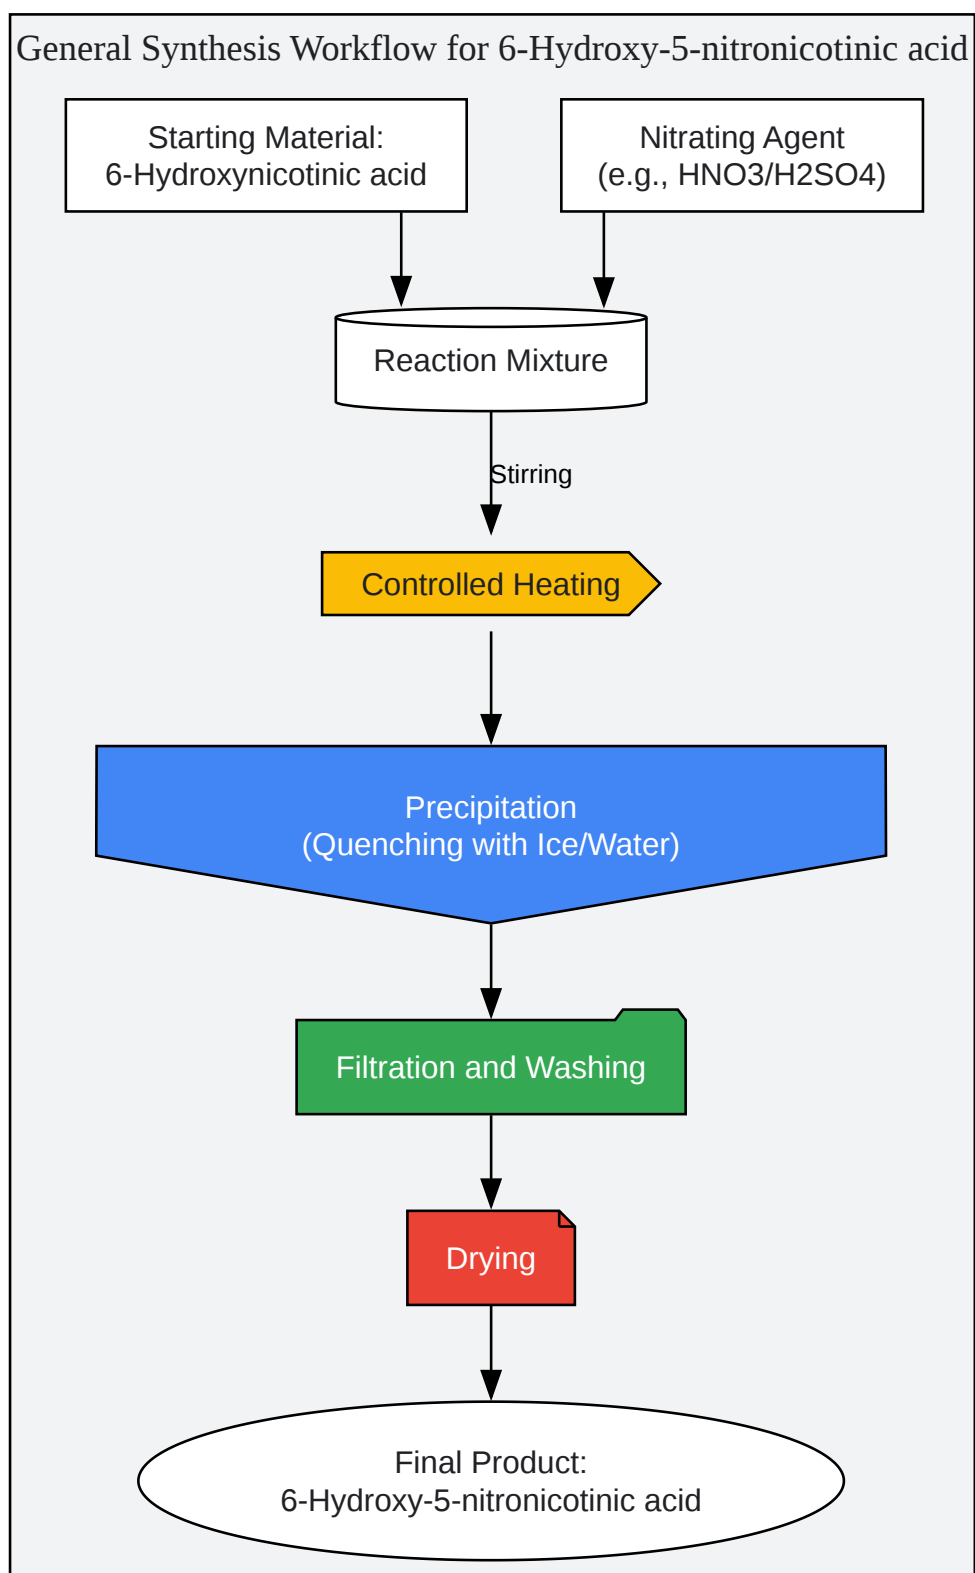 General Synthesis Workflow for 6-Hydroxy-5-nitronicotinic acid
Starting Material:
6-Hydroxynicotinic acid
Nitrating Agent
(e.g., HNO3/H2SO4)
Reaction Mixture
Stirring
Controlled Heating
Precipitation
(Quenching with Ice/Water)
Filtration and Washing
Drying
Final Product:
6-Hydroxy-5-nitronicotinic acid